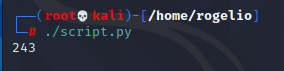 ┌──(root💀kali)-[/home/rogelio]
└─# ./script.py
243